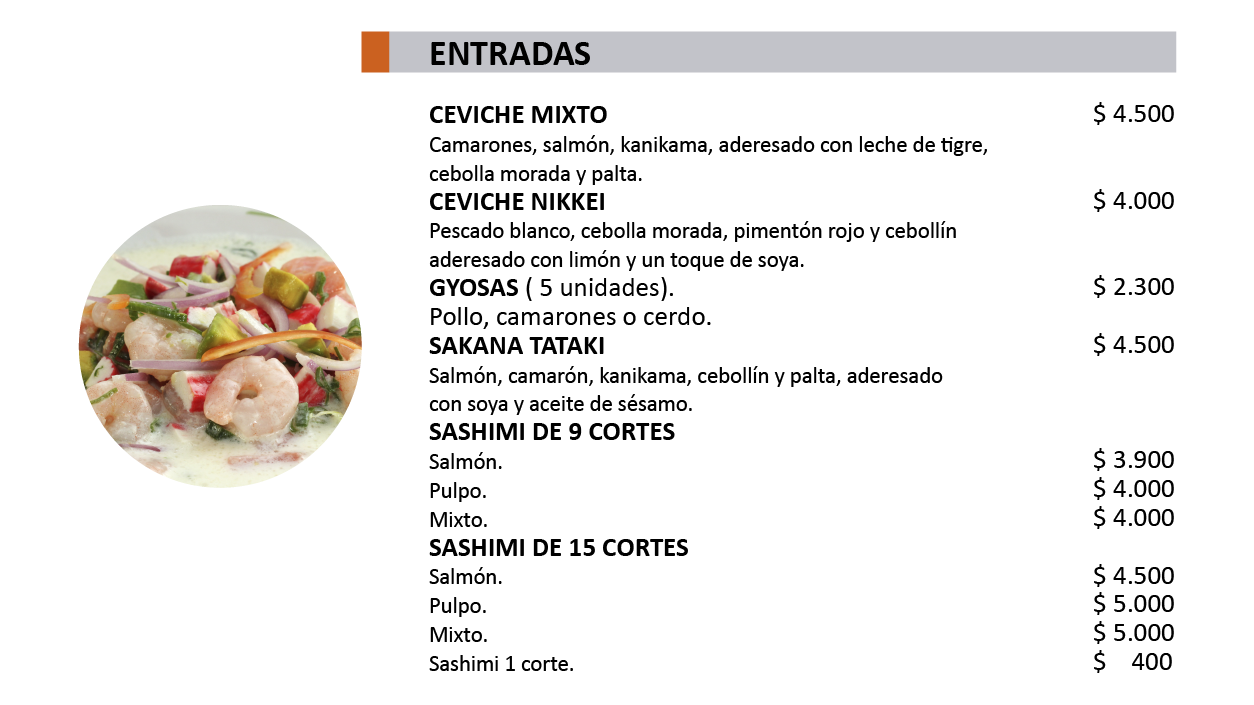 ENTRADAS
CEVICHE MIXTO $ 4.500
Camarones, salmón, kanikama, aderesado con leche de tigre,
cebolla morada y palta.
CEVICHE NIKKEI $ 4.000
Pescado blanco, cebolla morada, pimentón rojo y cebollín
aderesado con limón y un toque de soya.
GYOSAS ( 5 unidades). $ 2.300
Pollo, camarones o cerdo.
SAKANA TATAKI $ 4.500
Salmón, camarón, kanikama, cebollín y palta, aderesado
con soya y aceite de sésamo.
SASHIMI DE 9 CORTES
Salmón. $ 3.900
Pulpo. $ 4.000
Mixto. $ 4.000
SASHIMI DE 15 CORTES
Salmón. $ 4.500
Pulpo. $ 5.000
Mixto. $ 5.000
Sashimi 1 corte. $ 400